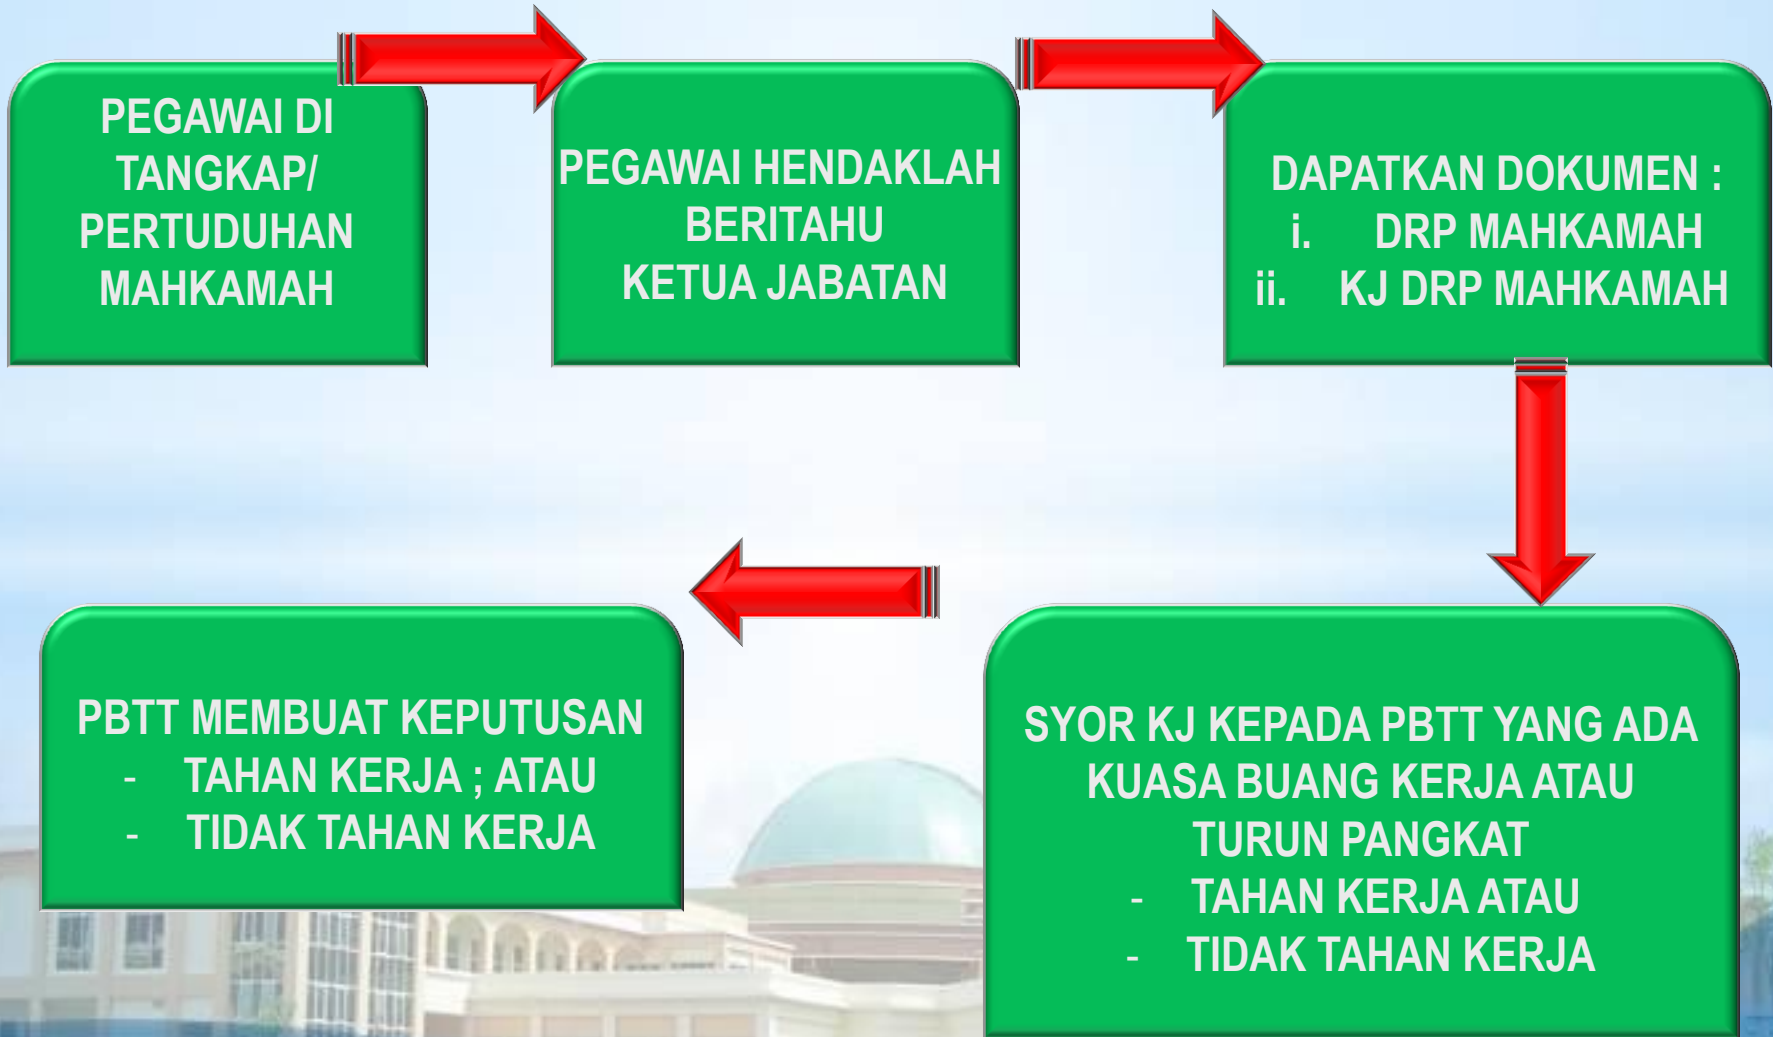 PEGAWAI DI
TANGKAP/
PERTUDUHAN
MAHKAMAH
PEGAWAI HENDAKLAH
BERITAHU
KETUA JABATAN
DAPATKAN DOKUMEN :
i. DRP MAHKAMAH
ii. KJ DRP MAHKAMAH
SYOR KJ KEPADA PBTT YANG ADA
KUASA BUANG KERJA ATAU
TURUN PANGKAT
- TAHAN KERJA ATAU
- TIDAK TAHAN KERJA
PBTT MEMBUAT KEPUTUSAN
- TAHAN KERJA ; ATAU
- TIDAK TAHAN KERJA